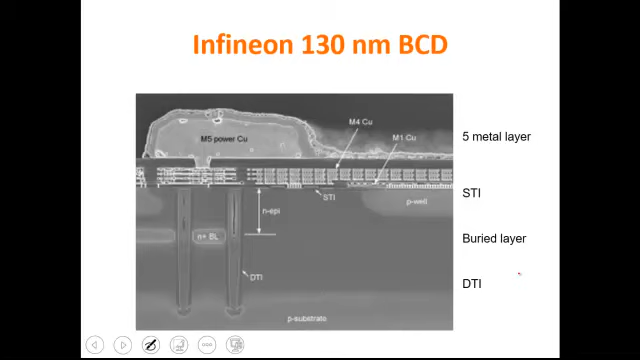 Infineon 130 nm BCD
M5 power Cu
M4 Cu
M1 Cu
5 metal layer
STI
STI
p-well
n-epi
n+ BL
Buried layer
DTI
DTI
p-substrate